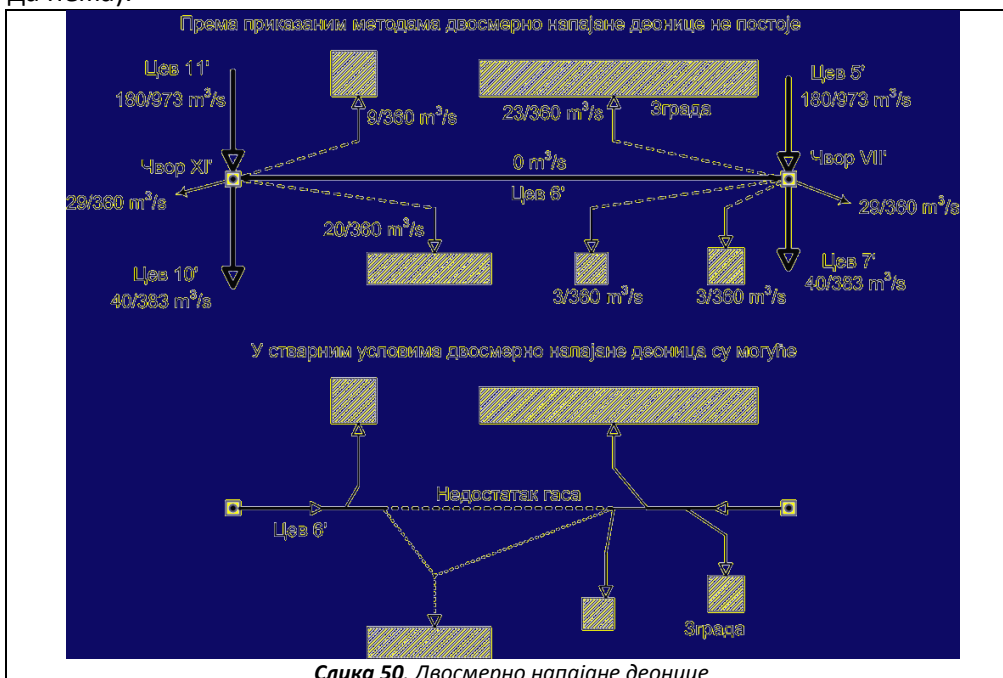 да нема).
Према приказаним методама двосмерно напајане деонице не постоје
Цев 11'
190/973 m³/s
9/360 m³/s
23/360 m³/s
Зграда
Цев 5'
180/973 m³/s
Чвор XI'
0 m³/s
Чвор VII'
Цев 6'
29/360 m³/s
29/360 m³/s
20/360 m³/s
Цев 10'
40/383 m³/s
3/360 m³/s
3/360 m³/s
Цев 7'
40/383 m³/s
У стварним условима двосмерно напајане деоница су могуће
Недостатак гаса
Цев 6'
Зграда
Слика 50. Двосмерно напајане деонице